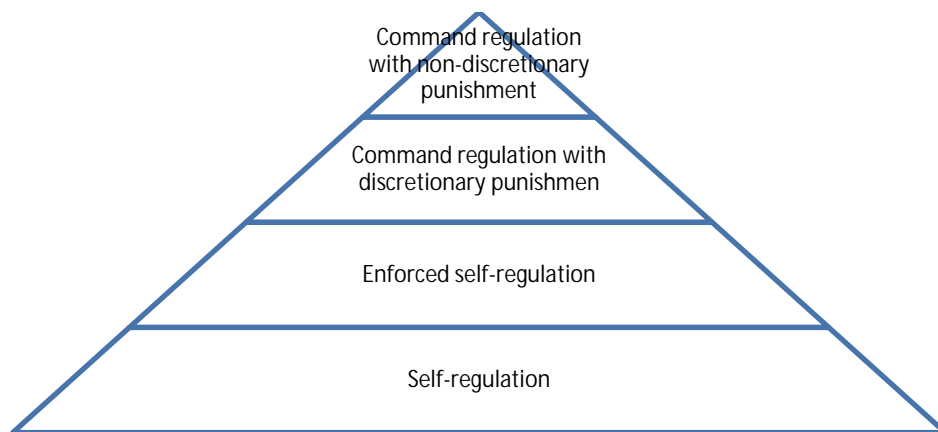 Command regulation
with non-discretionary
punishment
Command regulation with
discretionary punishmen
Enforced self-regulation
Self-regulation